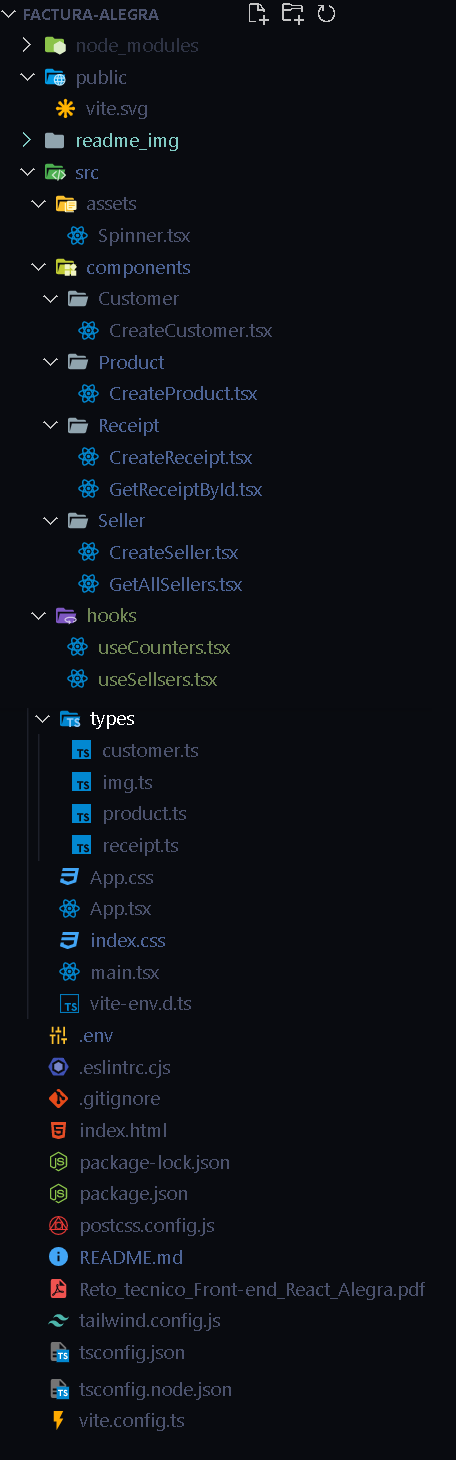 FACTURA-ALEGRA
node_modules
public
vite.svg
readme_img
src
assets
Spinner.tsx
components
Customer
CreateCustomer.tsx
Product
CreateProduct.tsx
Receipt
CreateReceipt.tsx
GetReceiptById.tsx
Seller
CreateSeller.tsx
GetAllSellers.tsx
hooks
useCounters.tsx
useSellsers.tsx
types
customer.ts
img.ts
product.ts
receipt.ts
App.css
App.tsx
index.css
main.tsx
vite-env.d.ts
.env
.eslintrc.cjs
.gitignore
index.html
package-lock.json
package.json
postcss.config.js
README.md
Reto_tecnico_Front-end_React_Alegra.pdf
tailwind.config.js
tsconfig.json
tsconfig.node.json
vite.config.ts